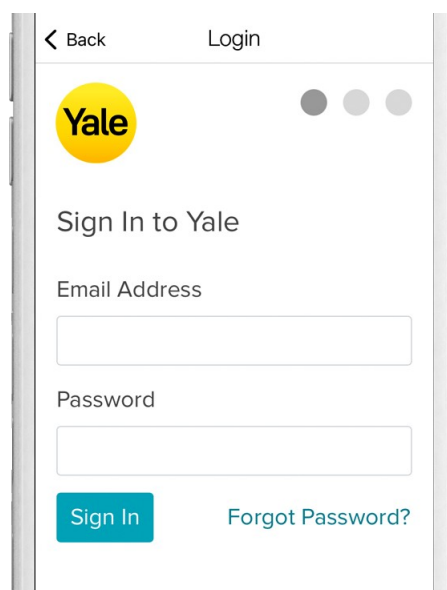 Back Login
Yale
Sign In to Yale
Email Address
Password
Sign In Forgot Password?